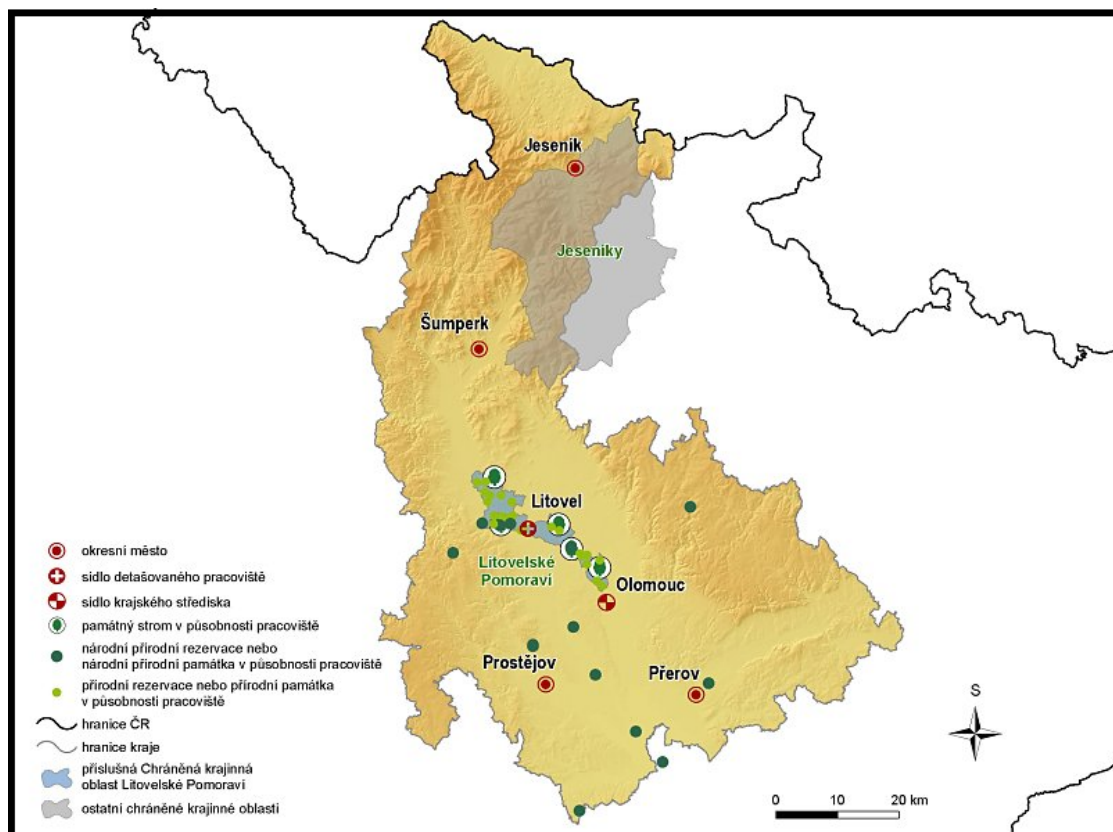 Jeseník
Jeseníky
Šumperk
Litovel
Litovelské
Pomoraví
Olomouc
Prostějov
Přerov
okresní město
sídlo detašovaného pracoviště
sídlo krajského střediska
památný strom v působnosti pracoviště
národní přírodní rezervace nebo
národní přírodní památka v působnosti pracoviště
přírodní rezervace nebo přírodní památka
v působnosti pracoviště
hranice ČR
hranice kraje
příslušná Chráněná krajinná
oblast Litovelské Pomoraví
ostatní chráněné krajinné oblasti
S
0 10 20 km